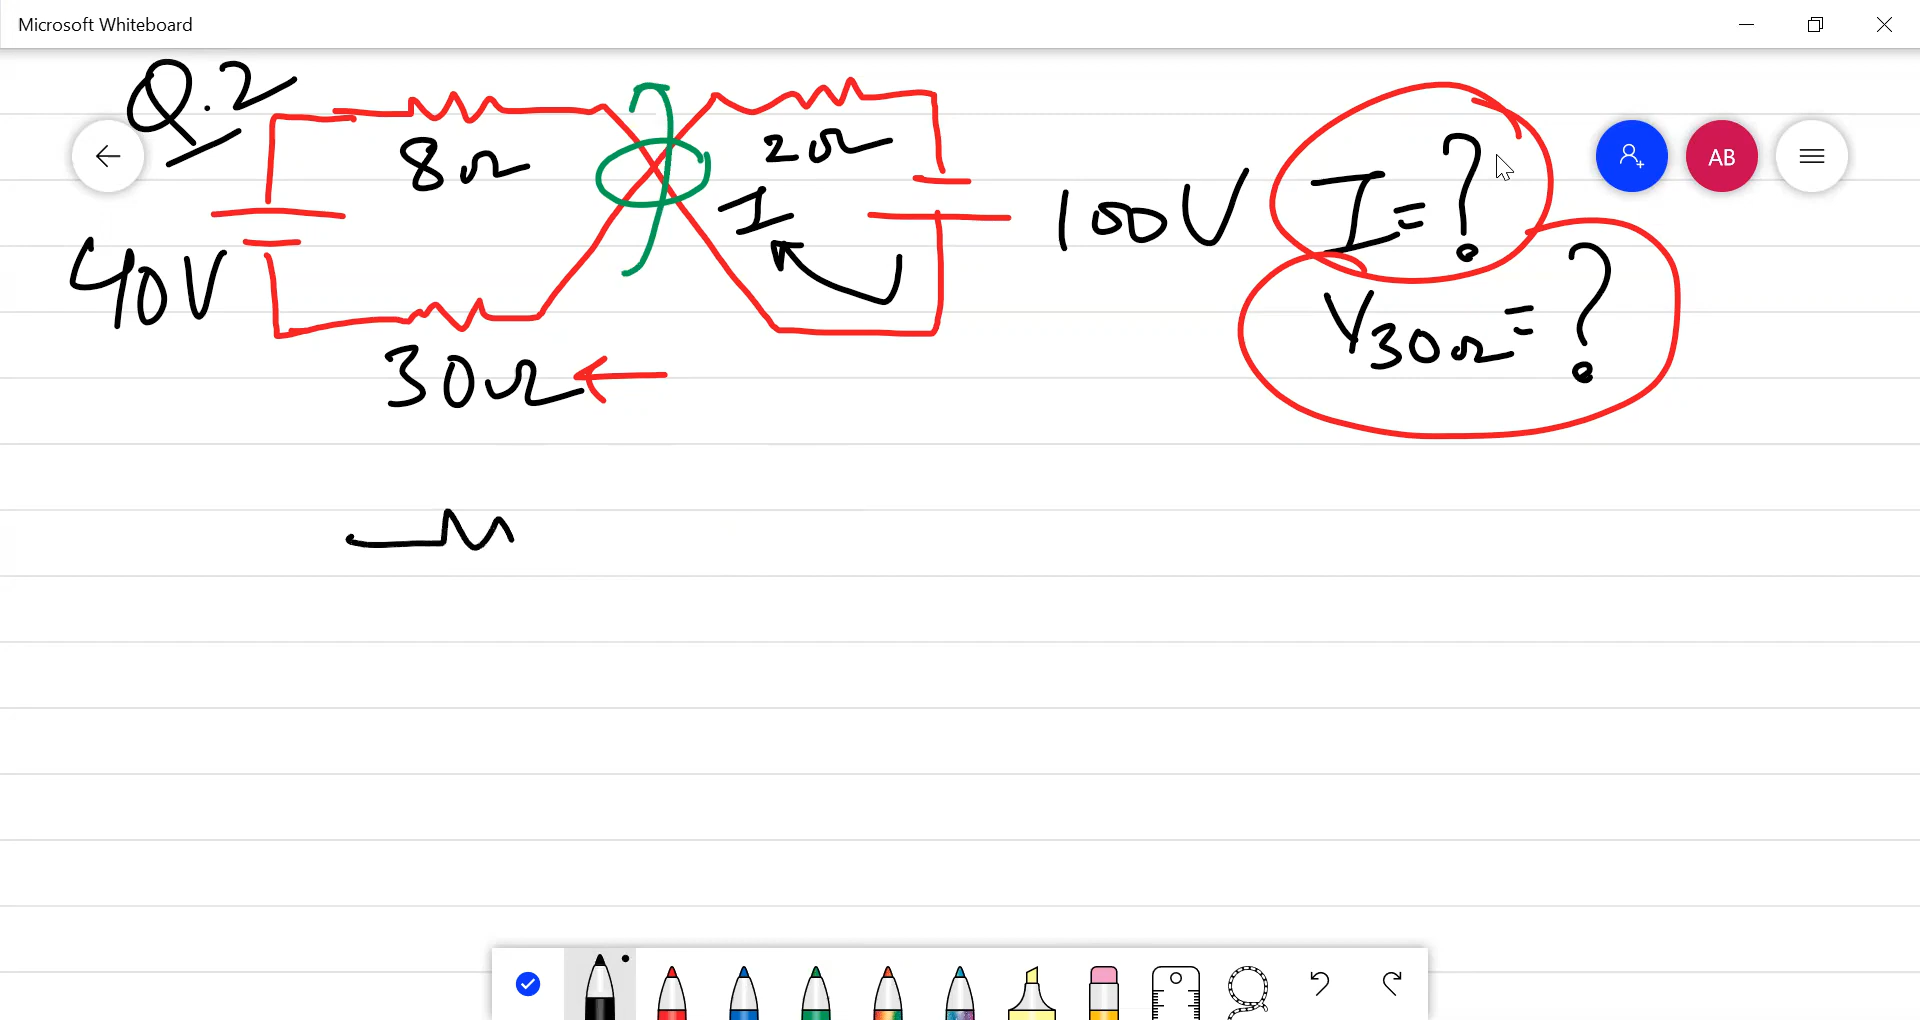 Microsoft Whiteboard
Q.2
8Ω
2Ω
I
40V
100V
I = ?
V30Ω = ?
30Ω
AB